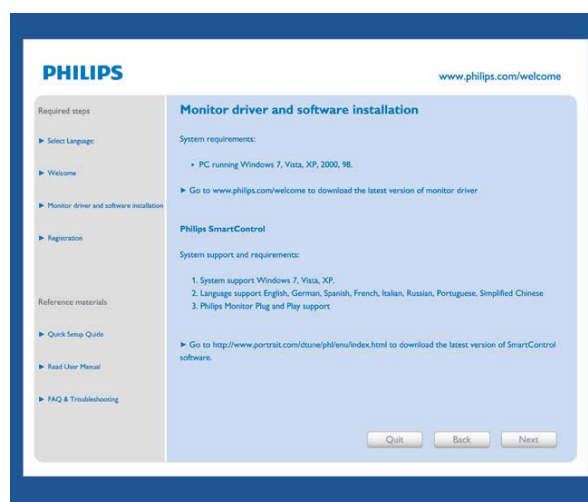 PHILIPS
www.philips.com/welcome
Required steps
Select Language:
Welcome
Monitor driver and software installation
Registration
Reference materials
Quick Setup Quide
Read User Manual
FAQ & Troubleshooting
Monitor driver and software installation
System requirements:
• PC running Windows 7, Vista, XP, 2000, 98.
► Go to www.philips.com/welcome to download the latest version of monitor driver
Philips SmartControl
System support and requirements:
1. System support Windows 7, Vista, XP.
2. Language support English, German, Spanish, French, Italian, Russian, Portuguese, Simplified Chinese
3. Philips Monitor Plug and Play support
► Go to http://www.portrait.com/dtune/phl/enu/index.html to download the latest version of SmartControl
software.
Quit
Back
Next